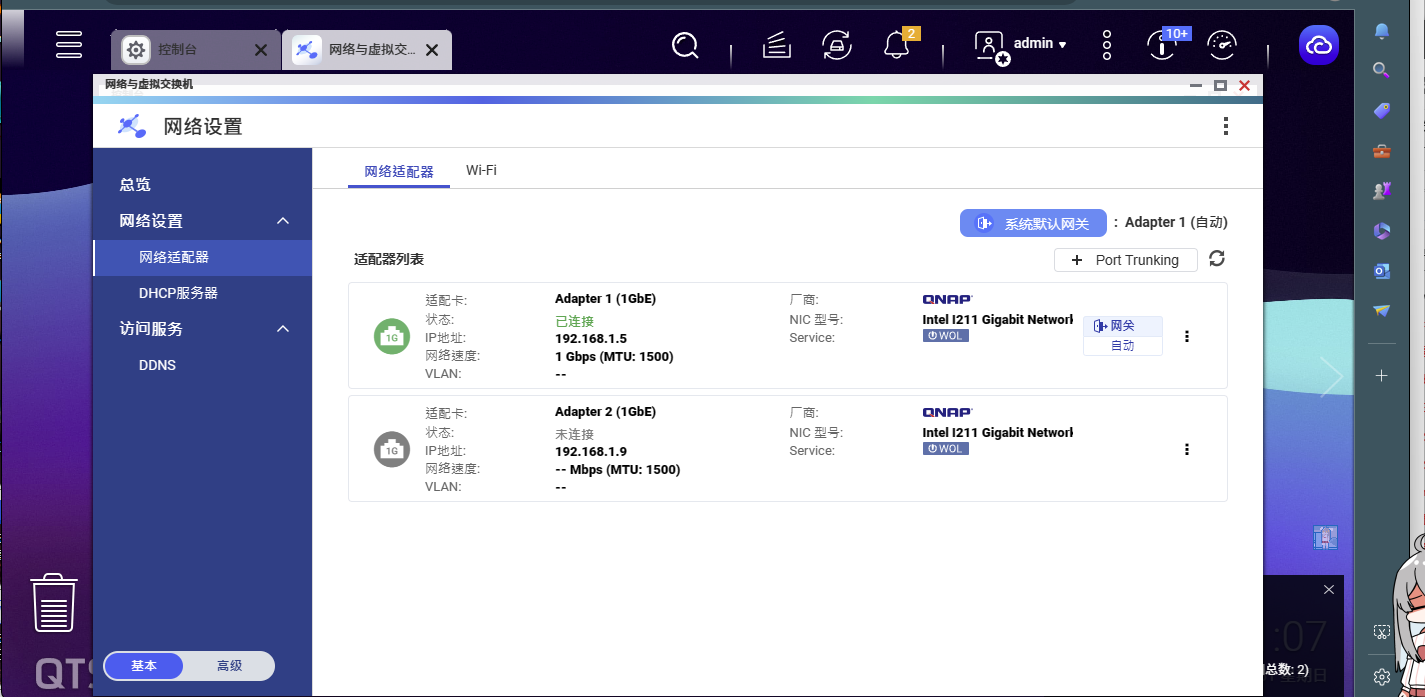 控制台
网络与虚拟交...
2
admin
10+
网络与虚拟交换机
网络设置
总览
网络设置
网络适配器
DHCP服务器
访问服务
DDNS
基本
高级
网络适配器
Wi-Fi
系统默认网关
: Adapter 1 (自动)
适配器列表
+ Port Trunking
1G
适配卡:
Adapter 1 (1GbE)
厂商:
QNAP
状态:
已连接
NIC 型号:
Intel I211 Gigabit Network
IP地址:
192.168.1.5
Service:
WOL
网络速度:
1 Gbps (MTU: 1500)
VLAN:
--
网关
自动
1G
适配卡:
Adapter 2 (1GbE)
厂商:
QNAP
状态:
未连接
NIC 型号:
Intel I211 Gigabit Network
IP地址:
192.168.1.9
Service:
WOL
网络速度:
-- Mbps (MTU: 1500)
VLAN:
--
QTS
:07
总数: 2)